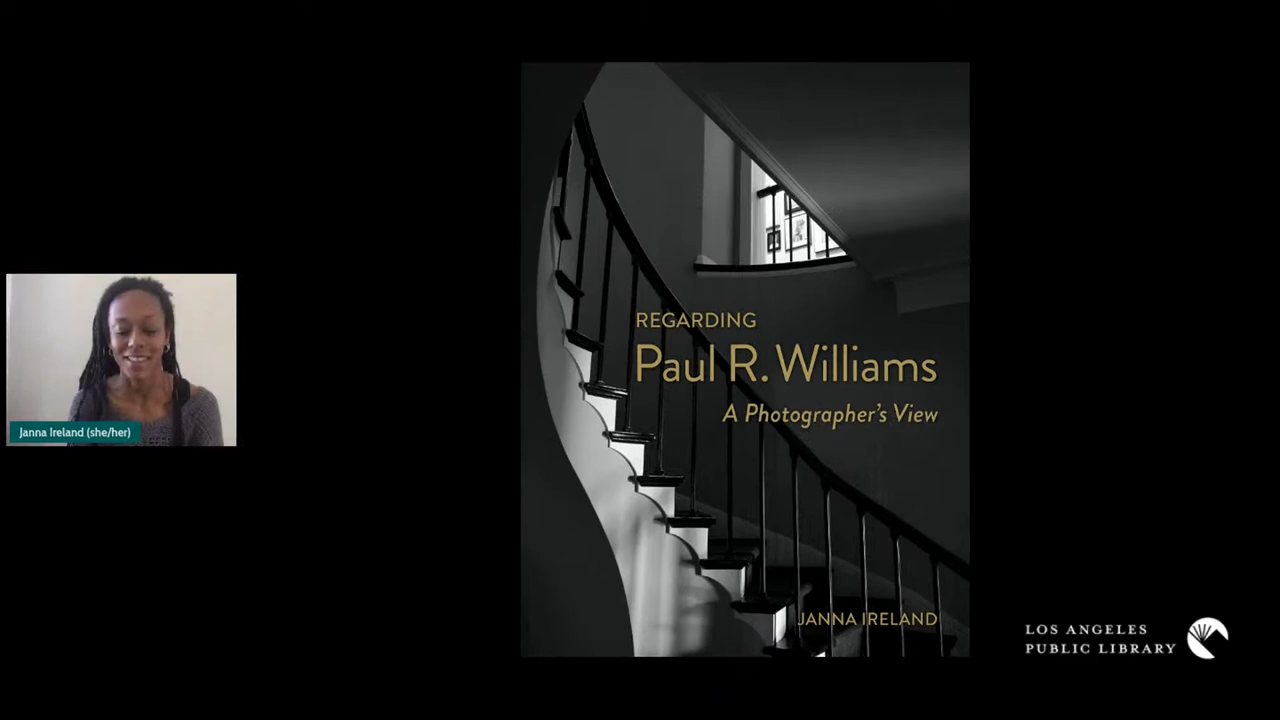 Janna Ireland (she/her)
REGARDING
Paul R. Williams
A Photographer's View
JANNA IRELAND
LOS ANGELES
PUBLIC LIBRARY